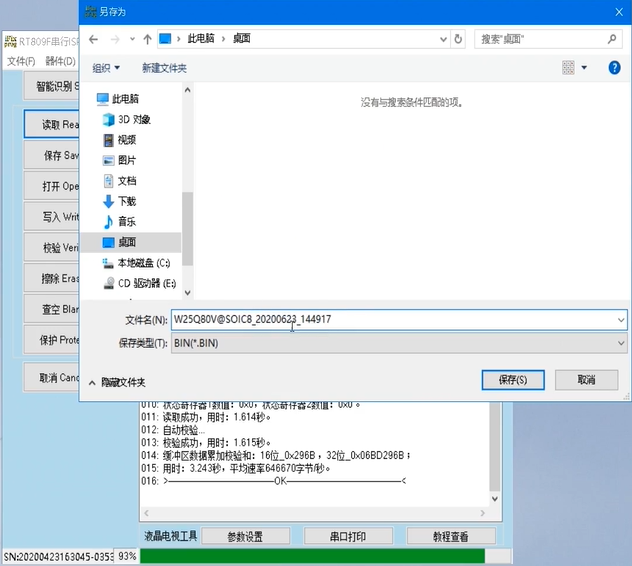 另存为
此电脑 桌面
搜索"桌面"
组织 新建文件夹
此电脑
3D 对象
视频
图片
文档
下载
音乐
桌面
本地磁盘 (C:)
CD 驱动器 (E:)
没有与搜索条件匹配的项。
文件名(N): W25Q80V@SOIC8_20200623_144917
保存类型(T): BIN(*.BIN)
隐藏文件夹
保存(S) 取消
RT809F串行ISP
文件(F) 器件(D)
智能识别 S
读取 Rea
保存 Sav
打开 Ope
写入 Writ
校验 Veri
擦除 Eras
查空 Blar
保护 Prote
取消 Canc
010: 状态寄存器1数值：0x0，状态寄存器2数值：0x0。
011: 读取成功，用时：1.614秒。
012: 自动校验...
013: 校验成功，用时：1.615秒。
014: 缓冲区数据累加校验和：16位_0x296B，32位_0x06BD296B；
015: 用时：3.243秒，平均速率646670字节/秒。
016: >————————OK————————<
液晶电视工具 参数设置 串口打印 教程查看
SN:20200423163045-0353 93%